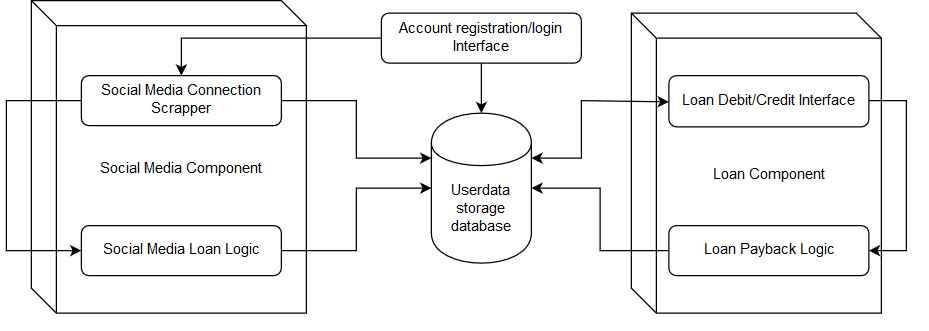 Account registration/login
Interface
Social Media Connection
Scrapper
Social Media Component
Social Media Loan Logic
Userdata
storage
database
Loan Debit/Credit Interface
Loan Component
Loan Payback Logic